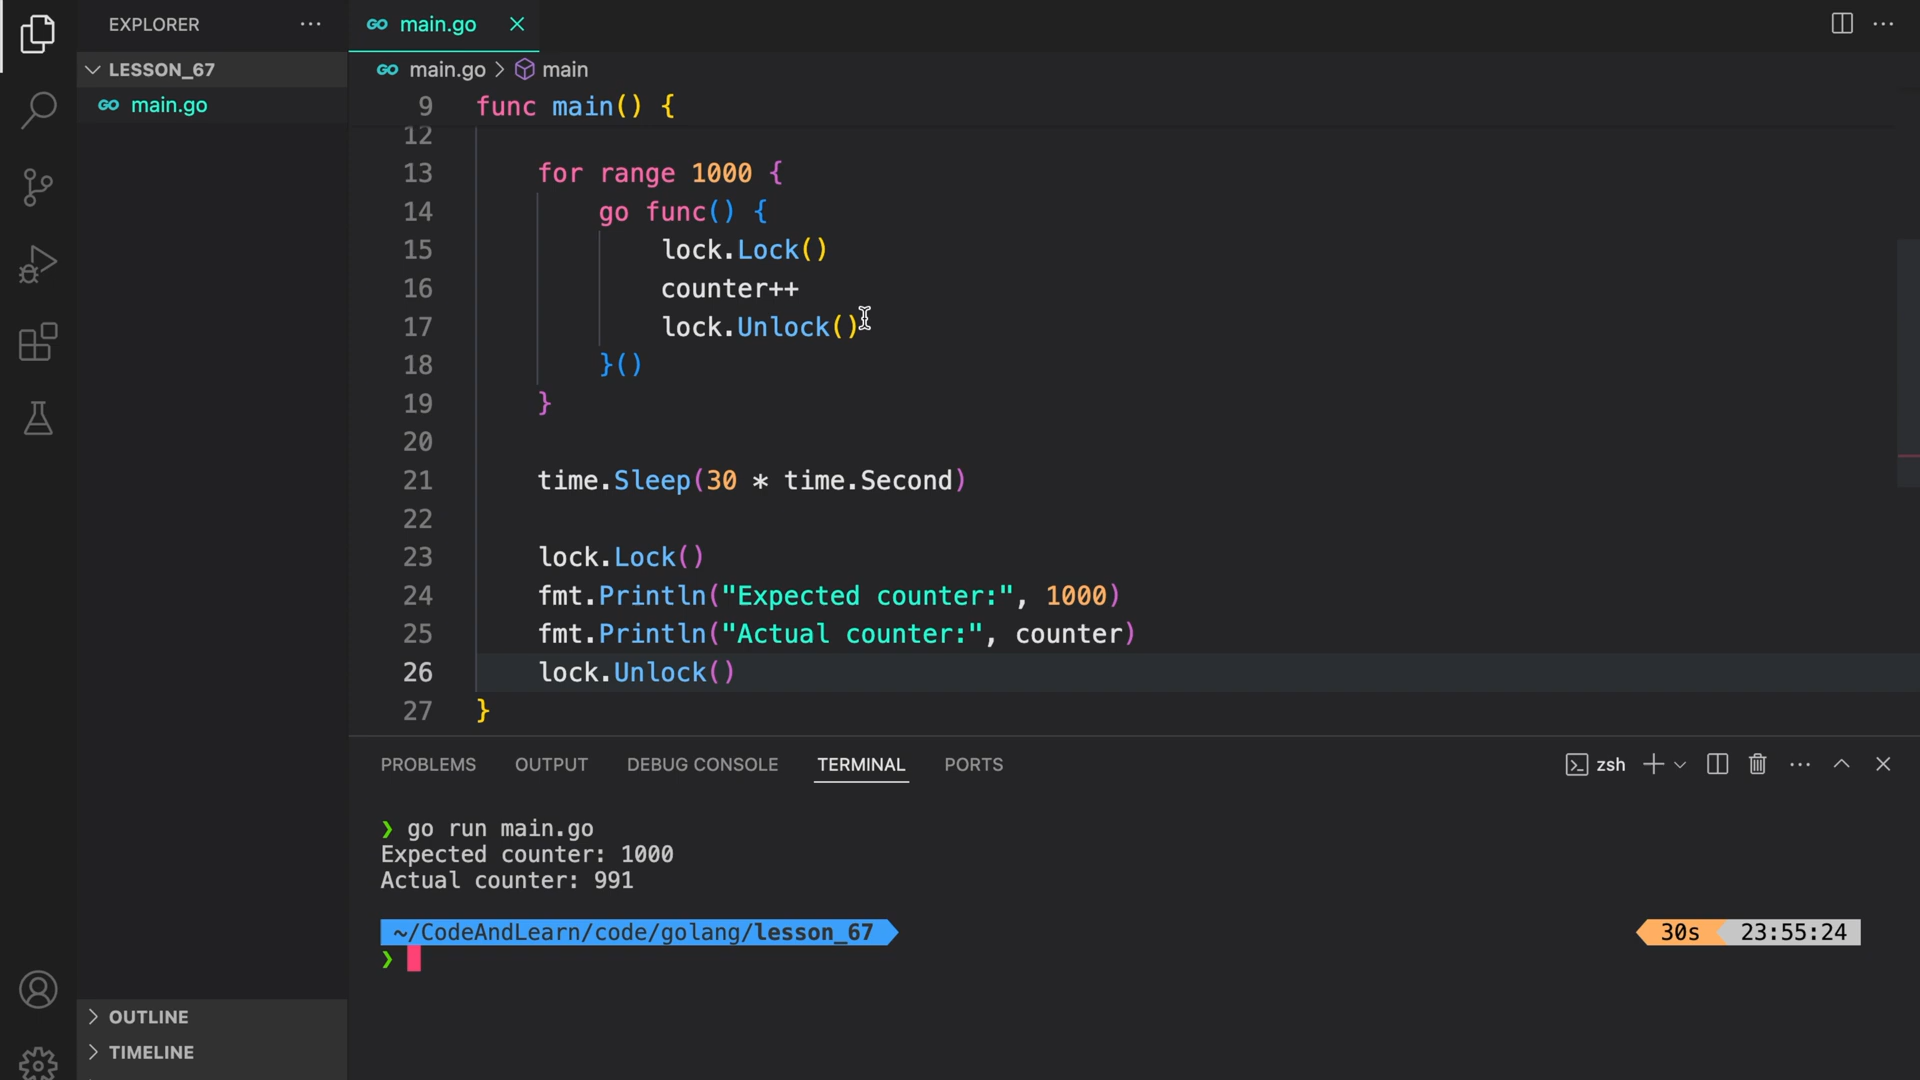 EXPLORER
LESSON_67
main.go
main.go
main.go > main
9 func main() {
12
13 for range 1000 {
14 go func() {
15 lock.Lock()
16 counter++
17 lock.Unlock()
18 }()
19 }
20
21 time.Sleep(30 * time.Second)
22
23 lock.Lock()
24 fmt.Println("Expected counter:", 1000)
25 fmt.Println("Actual counter:", counter)
26 lock.Unlock()
27 }
PROBLEMS OUTPUT DEBUG CONSOLE TERMINAL PORTS zsh
❯ go run main.go
Expected counter: 1000
Actual counter: 991
~/CodeAndLearn/code/golang/lesson_67 30s 23:55:24
❯
OUTLINE
TIMELINE